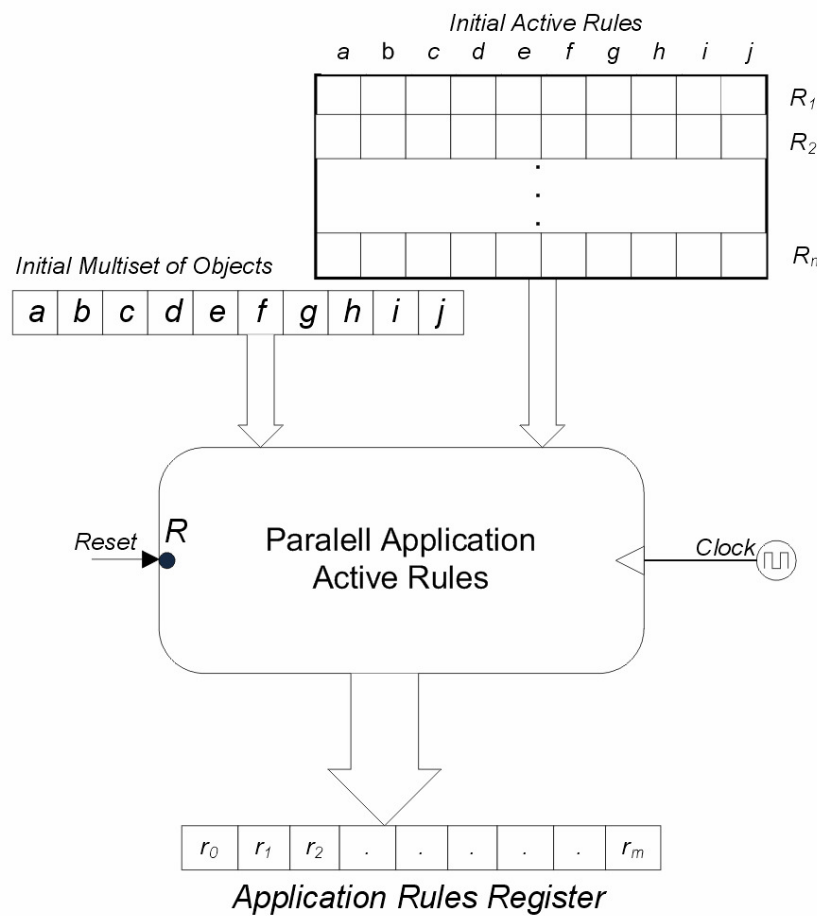 Initial Active Rules
a b c d e f g h i j
R1
R2
.
.
.
Rn
Initial Multiset of Objects
a b c d e f g h i j
Reset
R
Paralell Application
Active Rules
Clock
r0 r1 r2 . . . . . rm
Application Rules Register